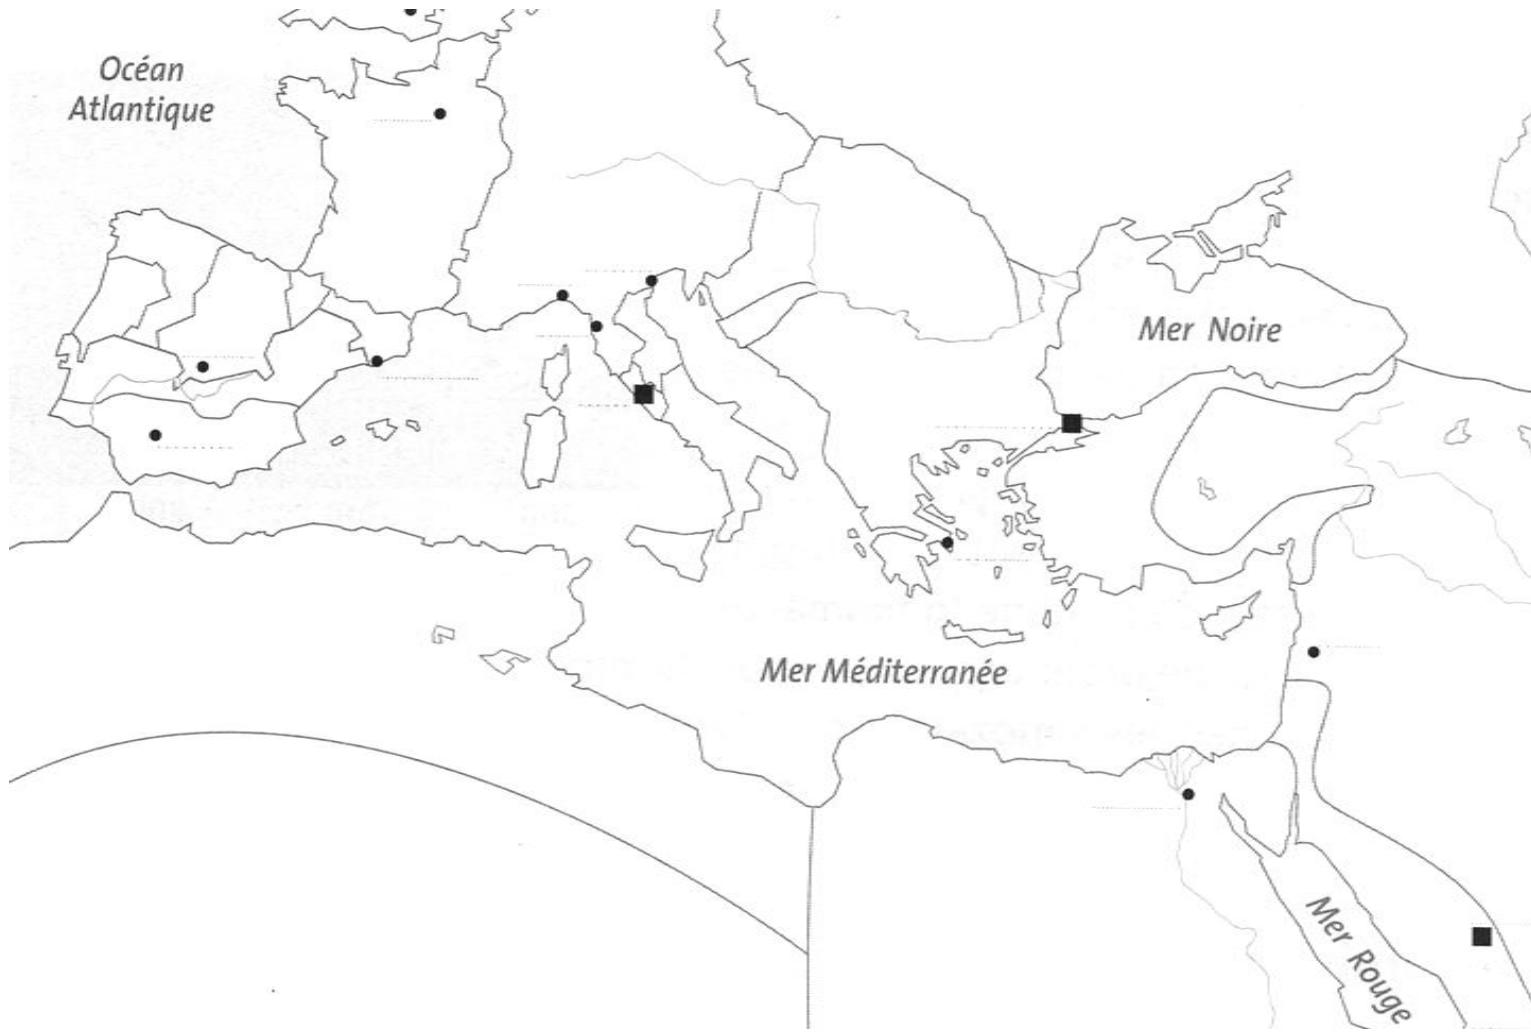 Océan
Atlantique
Mer Noire
Mer Méditerranée
Mer Rouge